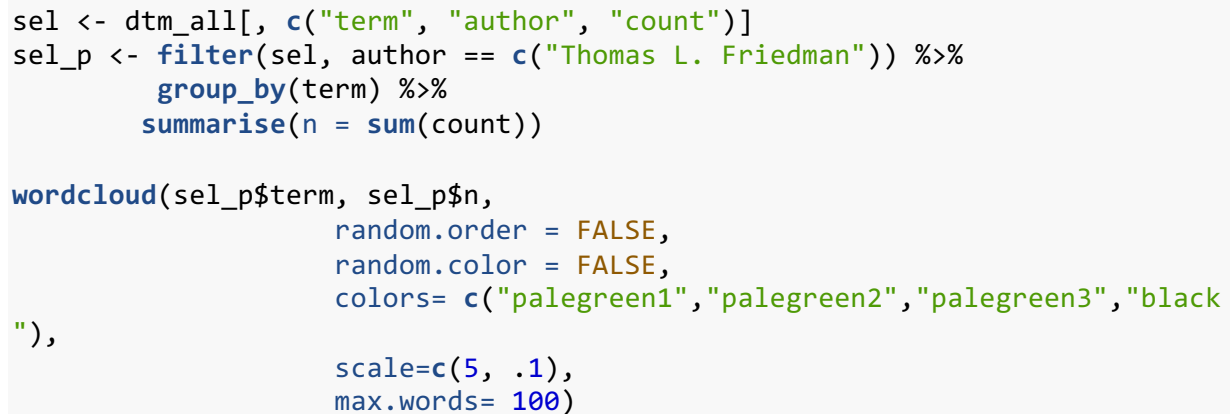 sel <- dtm_all[, c("term", "author", "count")]
sel_p <- filter(sel, author == c("Thomas L. Friedman")) %>%
         group_by(term) %>%
        summarise(n = sum(count))

wordcloud(sel_p$term, sel_p$n,
                    random.order = FALSE,
                    random.color = FALSE,
                    colors= c("palegreen1","palegreen2","palegreen3","black
"),
                    scale=c(5, .1),
                    max.words= 100)